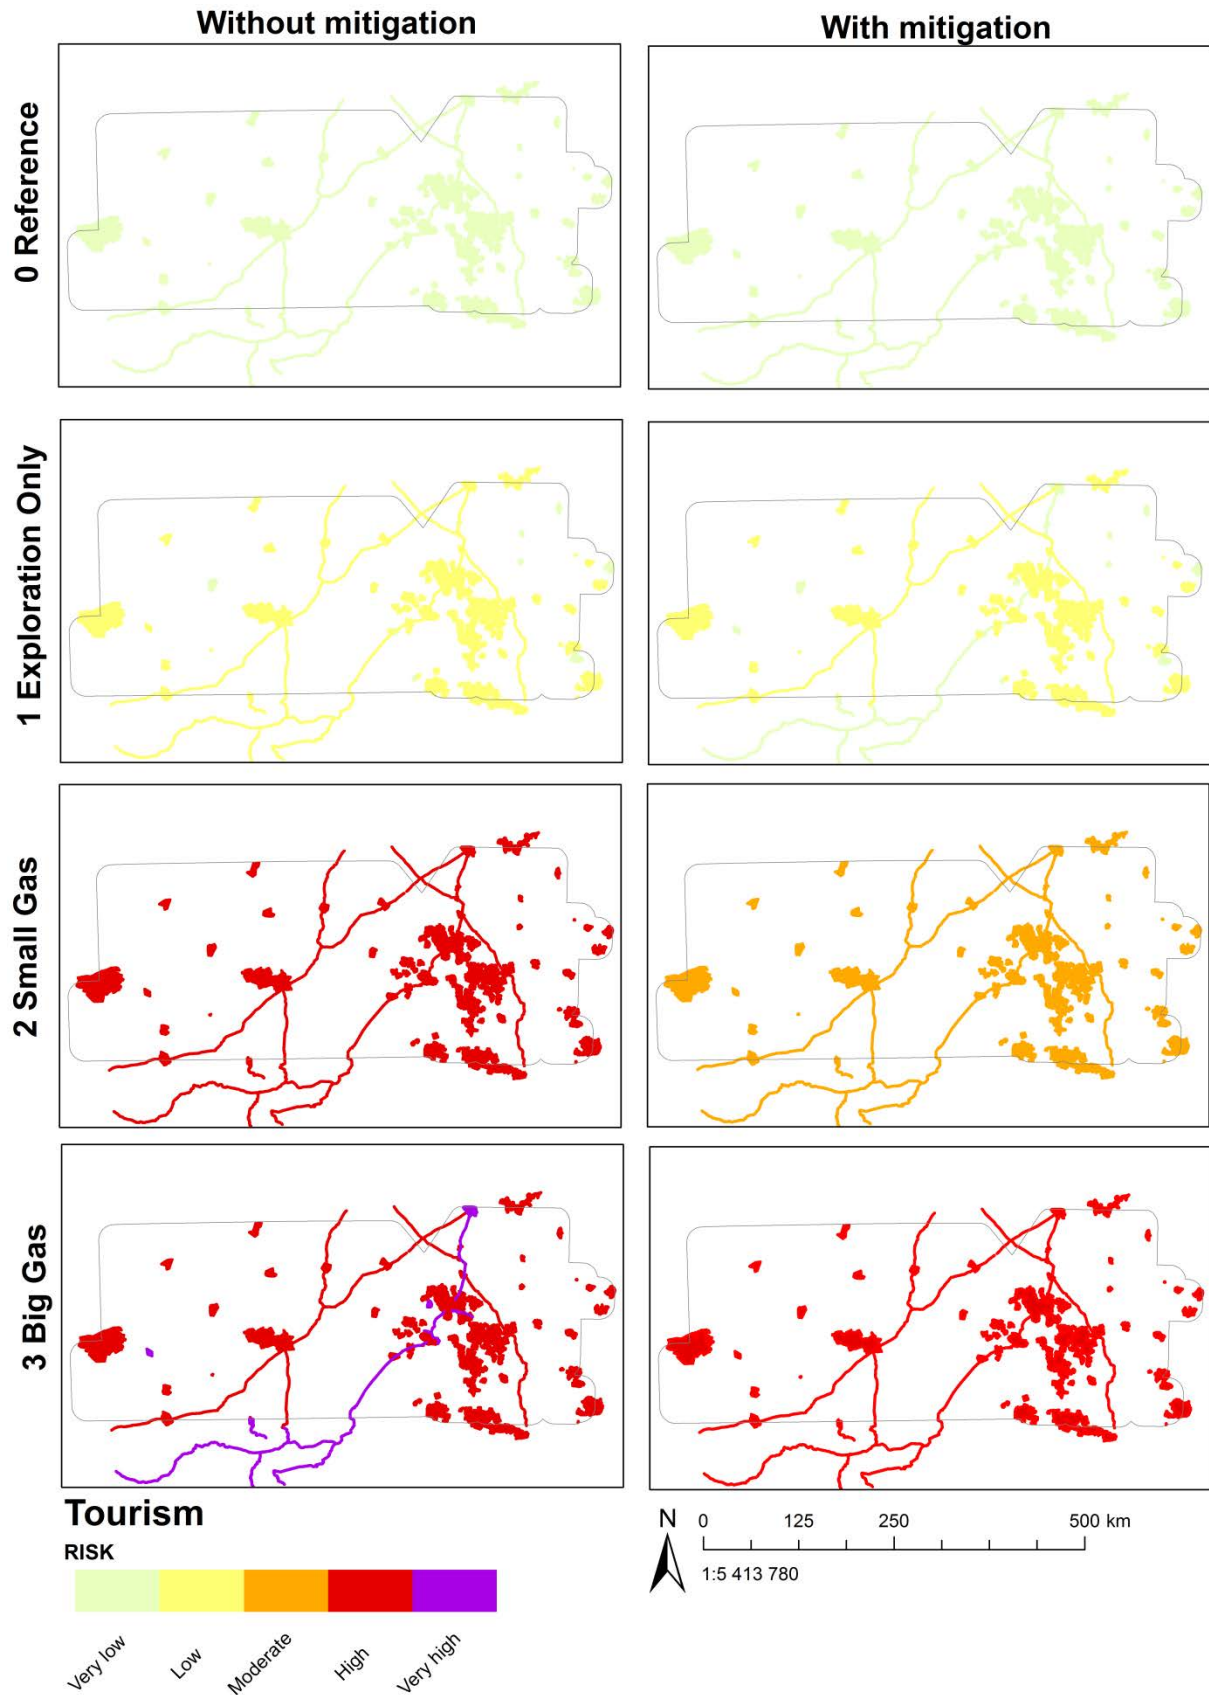 Without mitigation
With mitigation
0 Reference
1 Exploration Only
2 Small Gas
3 Big Gas
Tourism
RISK
Very low
Low
Moderate
High
Very high
N
0 125 250 500 km
1:5 413 780